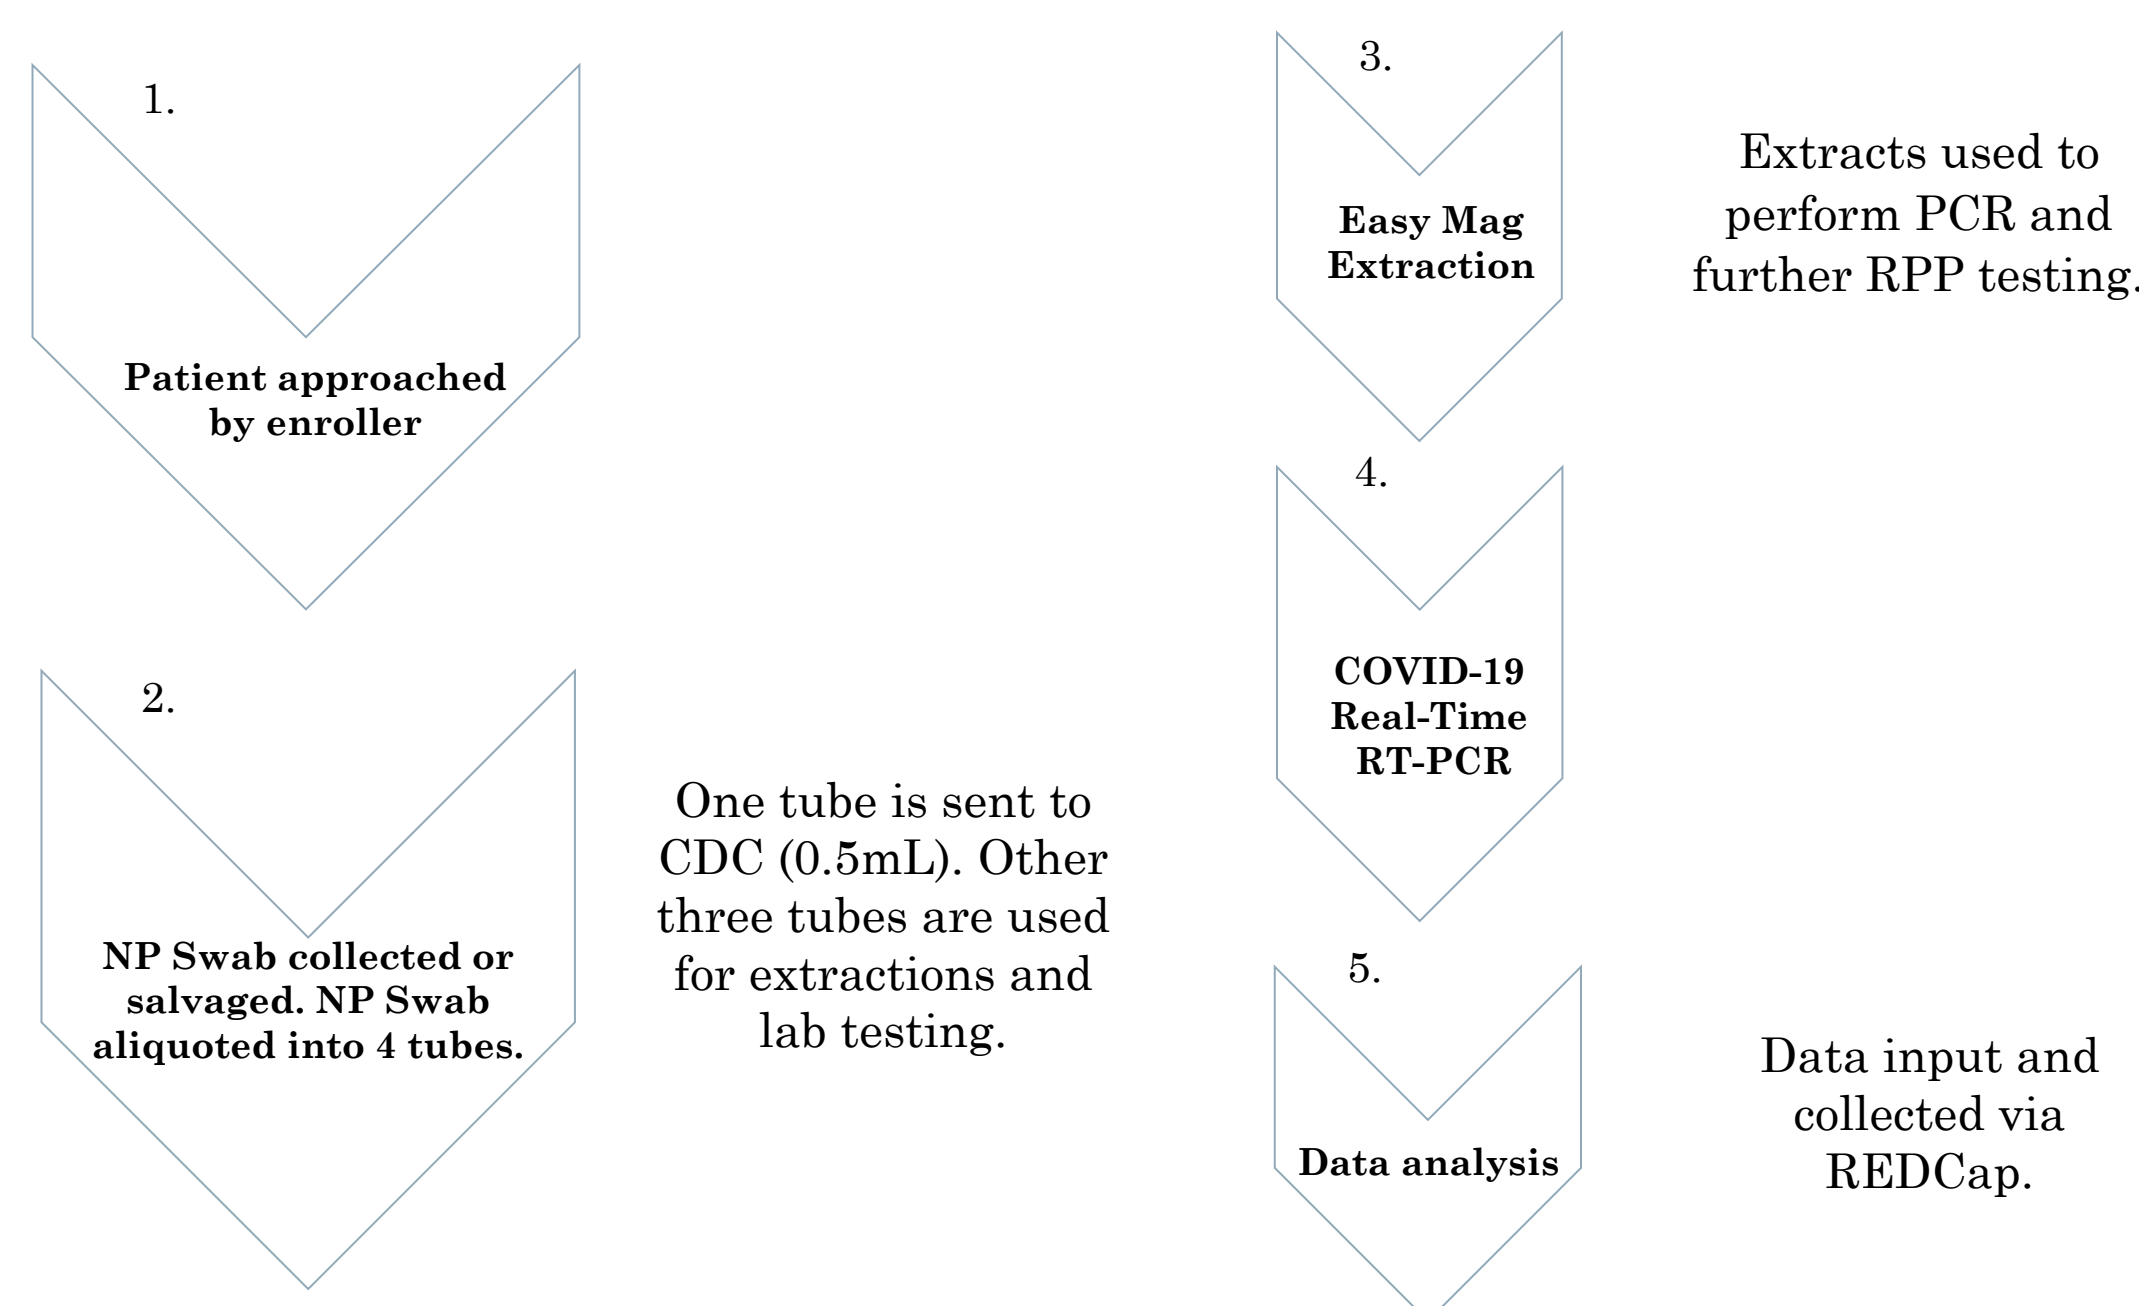 1.
Patient approached
by enroller
2.
NP Swab collected or
salvaged. NP Swab
aliquoted into 4 tubes.
One tube is sent to
CDC (0.5mL). Other
three tubes are used
for extractions and
lab testing.
3.
Easy Mag
Extraction
Extracts used to
perform PCR and
further RPP testing.
4.
COVID-19
Real-Time
RT-PCR
5.
Data analysis
Data input and
collected via
REDCap.